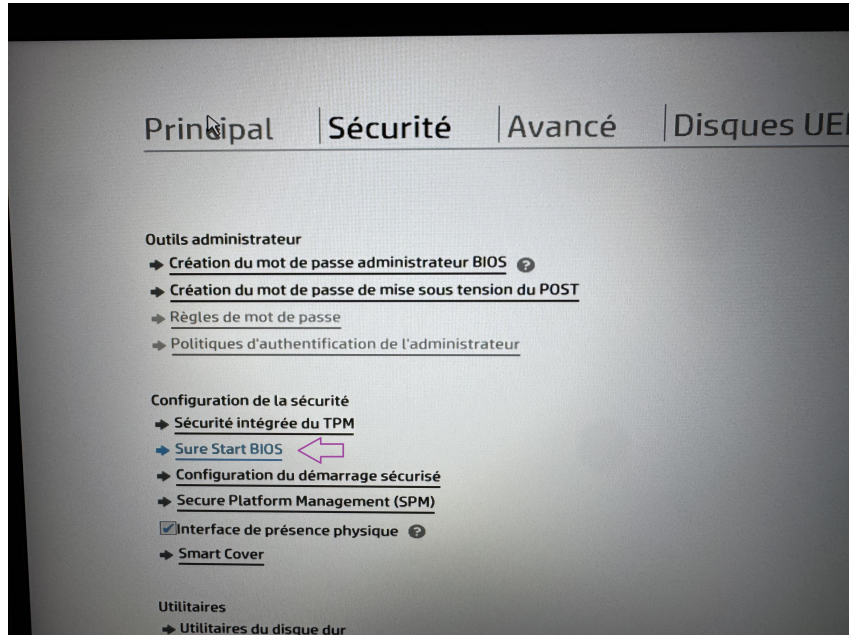 Principal Sécurité Avancé Disques UEI
Outils administrateur
Création du mot de passe administrateur BIOS ?
Création du mot de passe de mise sous tension du POST
Règles de mot de passe
Politiques d'authentification de l'administrateur
Configuration de la sécurité
Sécurité intégrée du TPM
Sure Start BIOS
Configuration du démarrage sécurisé
Secure Platform Management (SPM)
Interface de présence physique ?
Smart Cover
Utilitaires
Utilitaires du disque dur